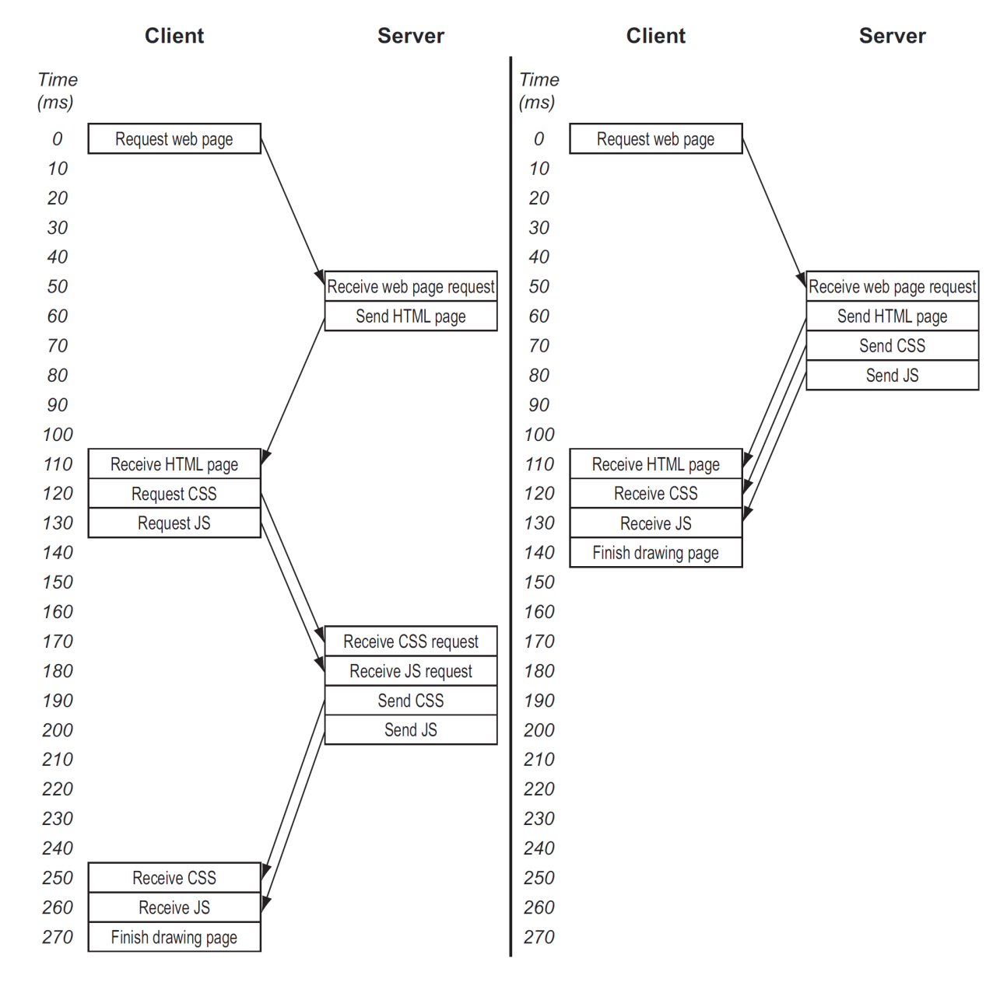 Client Server
Time
(ms)
0 Request web page
10
20
30
40
50 Receive web page request
60 Send HTML page
70
80
90
100
110 Receive HTML page
120 Request CSS
130 Request JS
140
150
160
170 Receive CSS request
180 Receive JS request
190 Send CSS
200 Send JS
210
220
230
240
250 Receive CSS
260 Receive JS
270 Finish drawing page
Client Server
Time
(ms)
0 Request web page
10
20
30
40
50 Receive web page request
60 Send HTML page
70 Send CSS
80 Send JS
90
100
110 Receive HTML page
120 Receive CSS
130 Receive JS
140 Finish drawing page
150
160
170
180
190
200
210
220
230
240
250
260
270